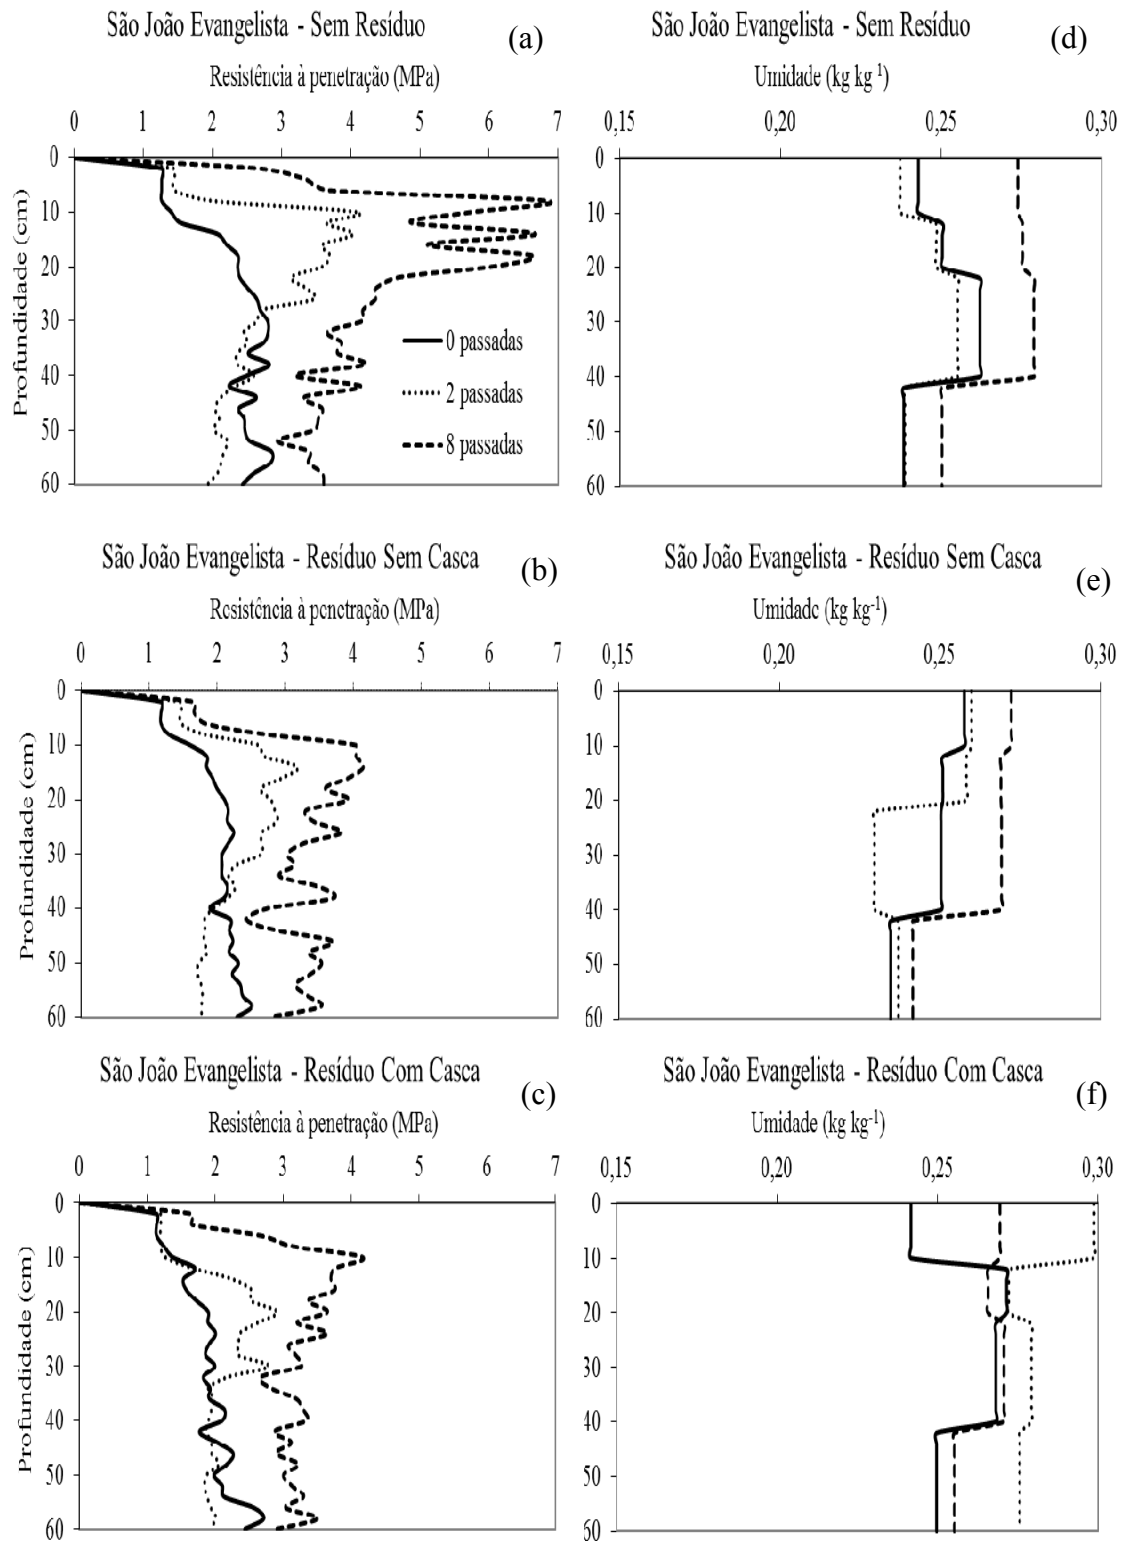 São João Evangelista - Sem Resíduo
(a)
Resistência à penetração (MPa)
0 1 2 3 4 5 6 7
Profundidade (cm)
0
10
20
30
40
50
60
0 passadas
2 passadas
8 passadas
São João Evangelista - Sem Resíduo
(d)
Umidade (kg kg-1)
0,15 0,20 0,25 0,30
0
10
20
30
40
50
60
São João Evangelista - Resíduo Sem Casca
(b)
Resistência à penetração (MPa)
0 1 2 3 4 5 6 7
Profundidade (cm)
0
10
20
30
40
50
60
São João Evangelista - Resíduo Sem Casca
(e)
Umidade (kg kg-1)
0,15 0,20 0,25 0,30
0
10
20
30
40
50
60
São João Evangelista - Resíduo Com Casca
(c)
Resistência à penetração (MPa)
0 1 2 3 4 5 6 7
Profundidade (cm)
0
10
20
30
40
50
60
São João Evangelista - Resíduo Com Casca
(f)
Umidade (kg kg-1)
0,15 0,20 0,25 0,30
0
10
20
30
40
50
60